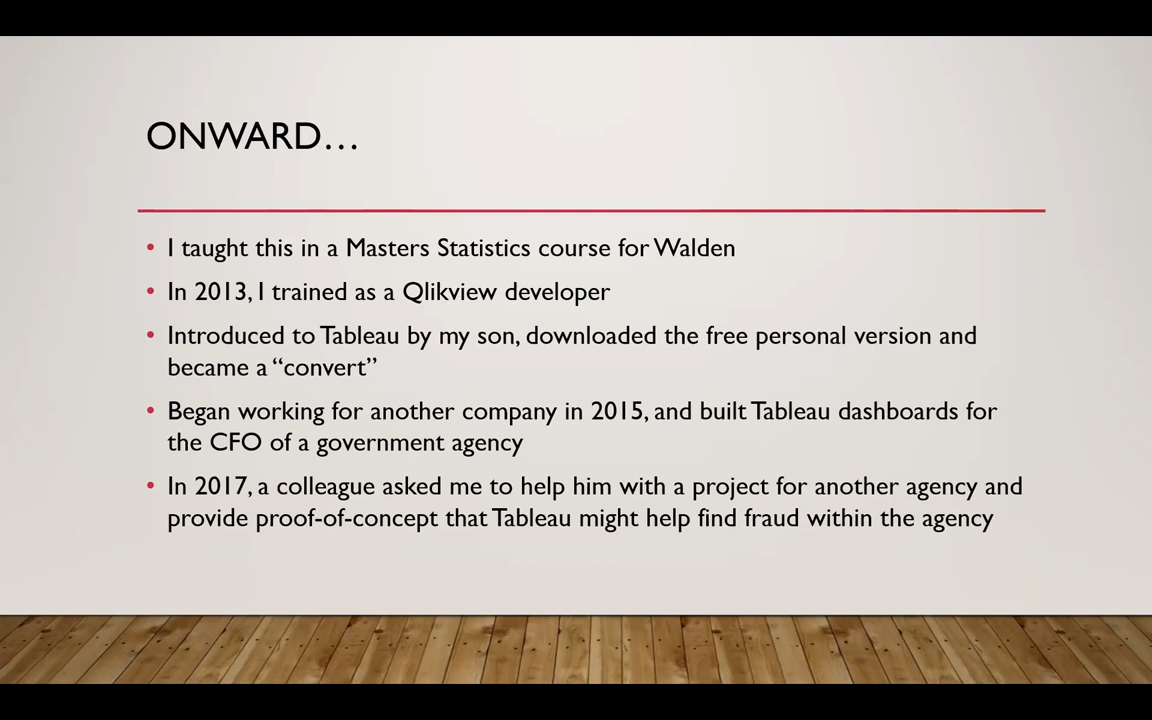 ONWARD…
• I taught this in a Masters Statistics course for Walden
• In 2013, I trained as a Qlikview developer
• Introduced to Tableau by my son, downloaded the free personal version and
became a “convert”
• Began working for another company in 2015, and built Tableau dashboards for
the CFO of a government agency
• In 2017, a colleague asked me to help him with a project for another agency and
provide proof-of-concept that Tableau might help find fraud within the agency